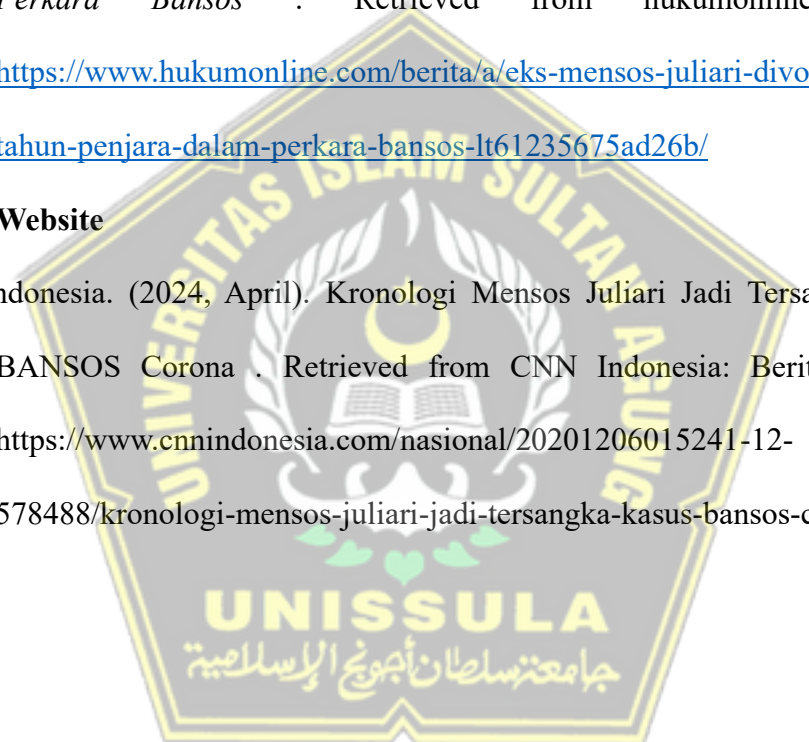 Perkara Bansos . Retrieved from hukumonline
https://www.hukumonline.com/berita/a/eks-mensos-juliari-divo
tahun-penjara-dalam-perkara-bansos-lt61235675ad26b/
Website
ndonesia. (2024, April). Kronologi Mensos Juliari Jadi Tersa
BANSOS Corona . Retrieved from CNN Indonesia: Berit
https://www.cnnindonesia.com/nasional/20201206015241-12-
578488/kronologi-mensos-juliari-jadi-tersangka-kasus-bansos-c
UNIVERSITAS ISLAM SULTAN AGUNG
UNISSULA
جامعة سلطان أجونج الإسلامية